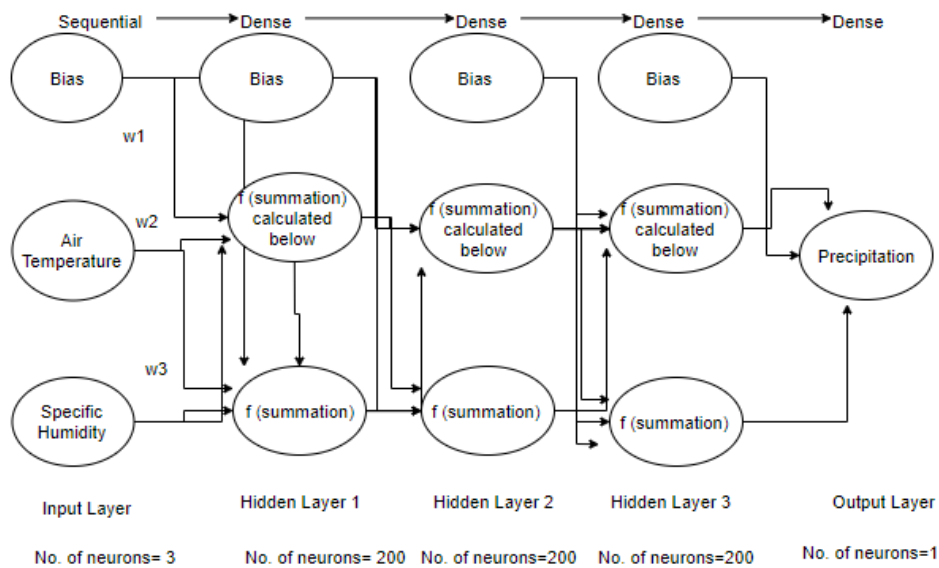 Sequential
Dense
Dense
Dense
Dense
Bias
Bias
Bias
Bias
w1
w2
f (summation)
calculated
below
f (summation)
calculated
below
f (summation)
calculated
below
Air
Temperature
Precipitation
w3
Specific
Humidity
f (summation)
f (summation)
f (summation)
Input Layer
Hidden Layer 1
Hidden Layer 2
Hidden Layer 3
Output Layer
No. of neurons= 3
No. of neurons= 200
No. of neurons=200
No. of neurons=200
No. of neurons=1